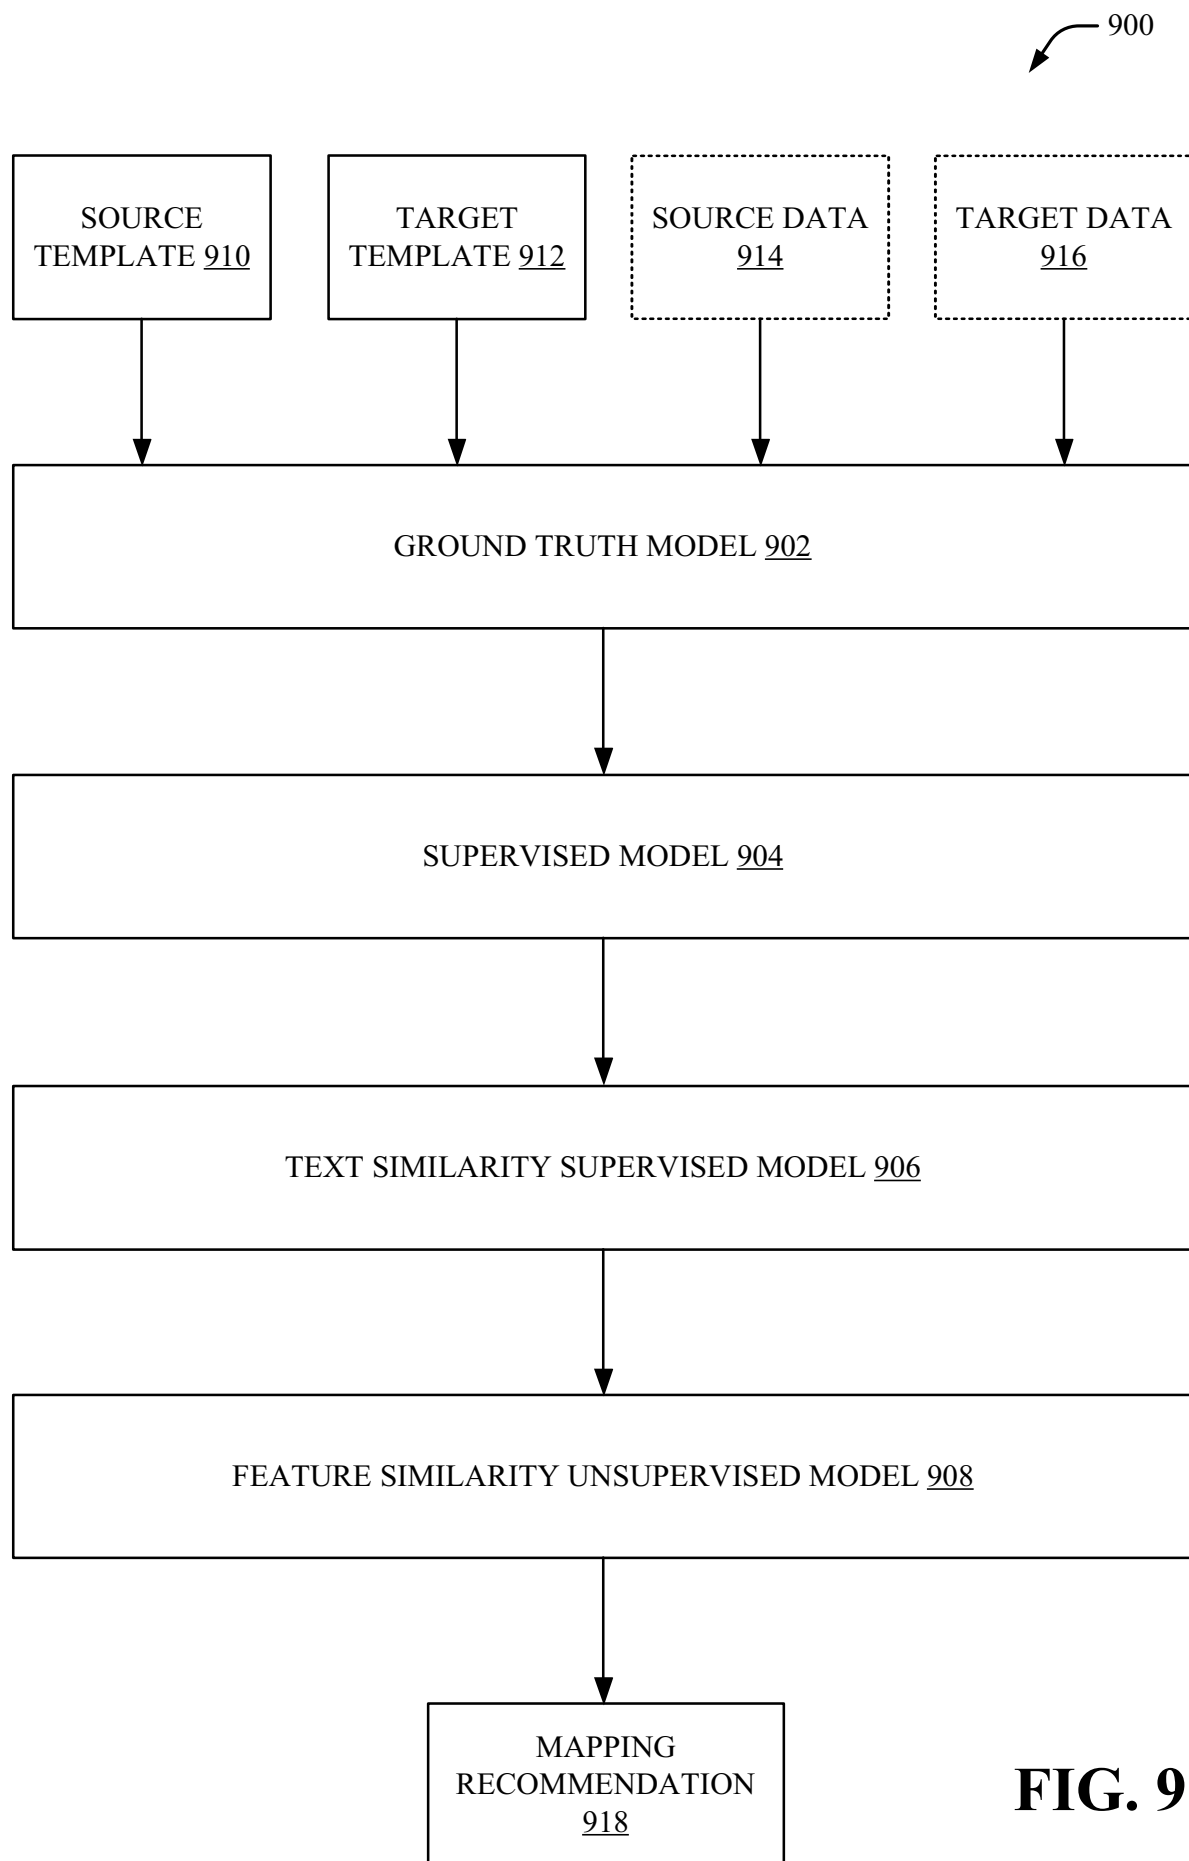 900
SOURCE
TEMPLATE 910
TARGET
TEMPLATE 912
SOURCE DATA
914
TARGET DATA
916
GROUND TRUTH MODEL 902
SUPERVISED MODEL 904
TEXT SIMILARITY SUPERVISED MODEL 906
FEATURE SIMILARITY UNSUPERVISED MODEL 908
MAPPING
RECOMMENDATION
918
FIG. 9